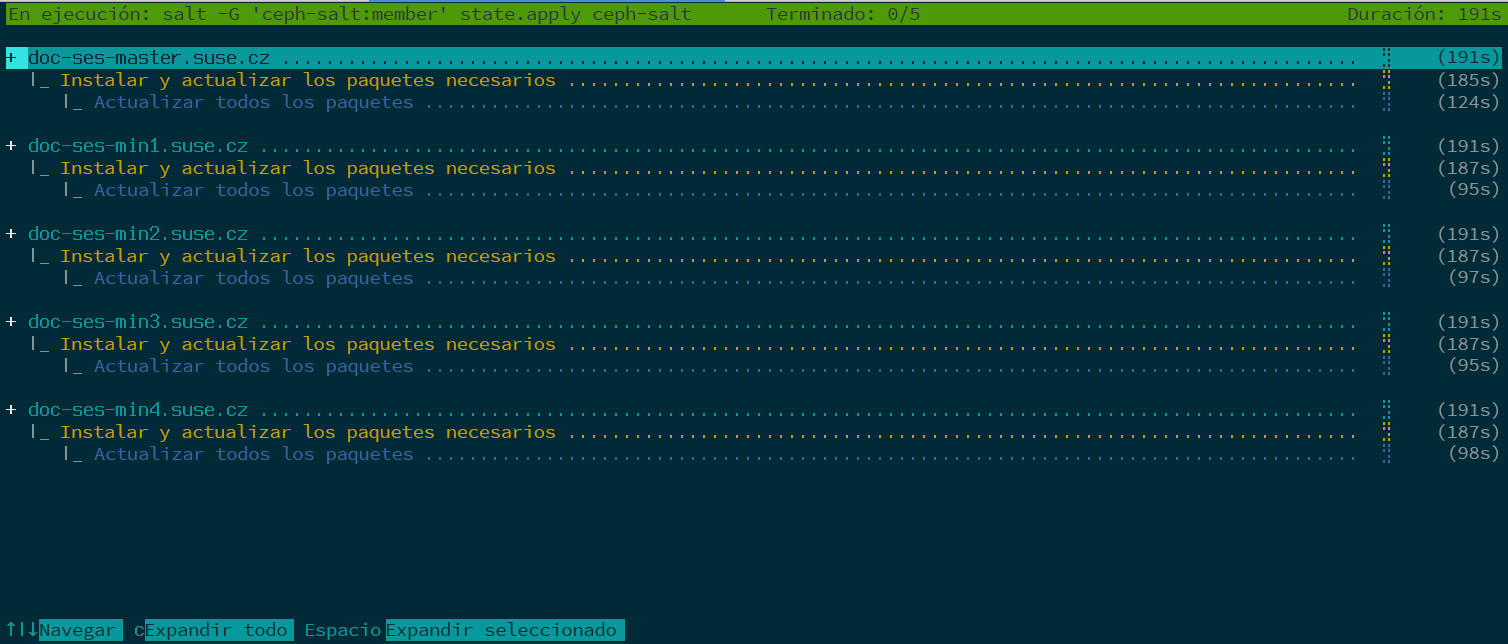 En ejecución: salt -G 'ceph-salt:member' state.apply ceph-salt Terminado: 0/5 Duración: 191s
+ doc-ses-master.suse.cz .................................................................................................. (191s)
|_ Instalar y actualizar los paquetes necesarios ........................................................................ (185s)
|_ Actualizar todos los paquetes ..................................................................................... (124s)
+ doc-ses-min1.suse.cz .................................................................................................... (191s)
|_ Instalar y actualizar los paquetes necesarios ........................................................................ (187s)
|_ Actualizar todos los paquetes ..................................................................................... (95s)
+ doc-ses-min2.suse.cz .................................................................................................... (191s)
|_ Instalar y actualizar los paquetes necesarios ........................................................................ (187s)
|_ Actualizar todos los paquetes ..................................................................................... (97s)
+ doc-ses-min3.suse.cz .................................................................................................... (191s)
|_ Instalar y actualizar los paquetes necesarios ........................................................................ (187s)
|_ Actualizar todos los paquetes ..................................................................................... (95s)
+ doc-ses-min4.suse.cz .................................................................................................... (191s)
|_ Instalar y actualizar los paquetes necesarios ........................................................................ (187s)
|_ Actualizar todos los paquetes ..................................................................................... (98s)
↑|↓Navegar cExpandir todo Espacio Expandir seleccionado